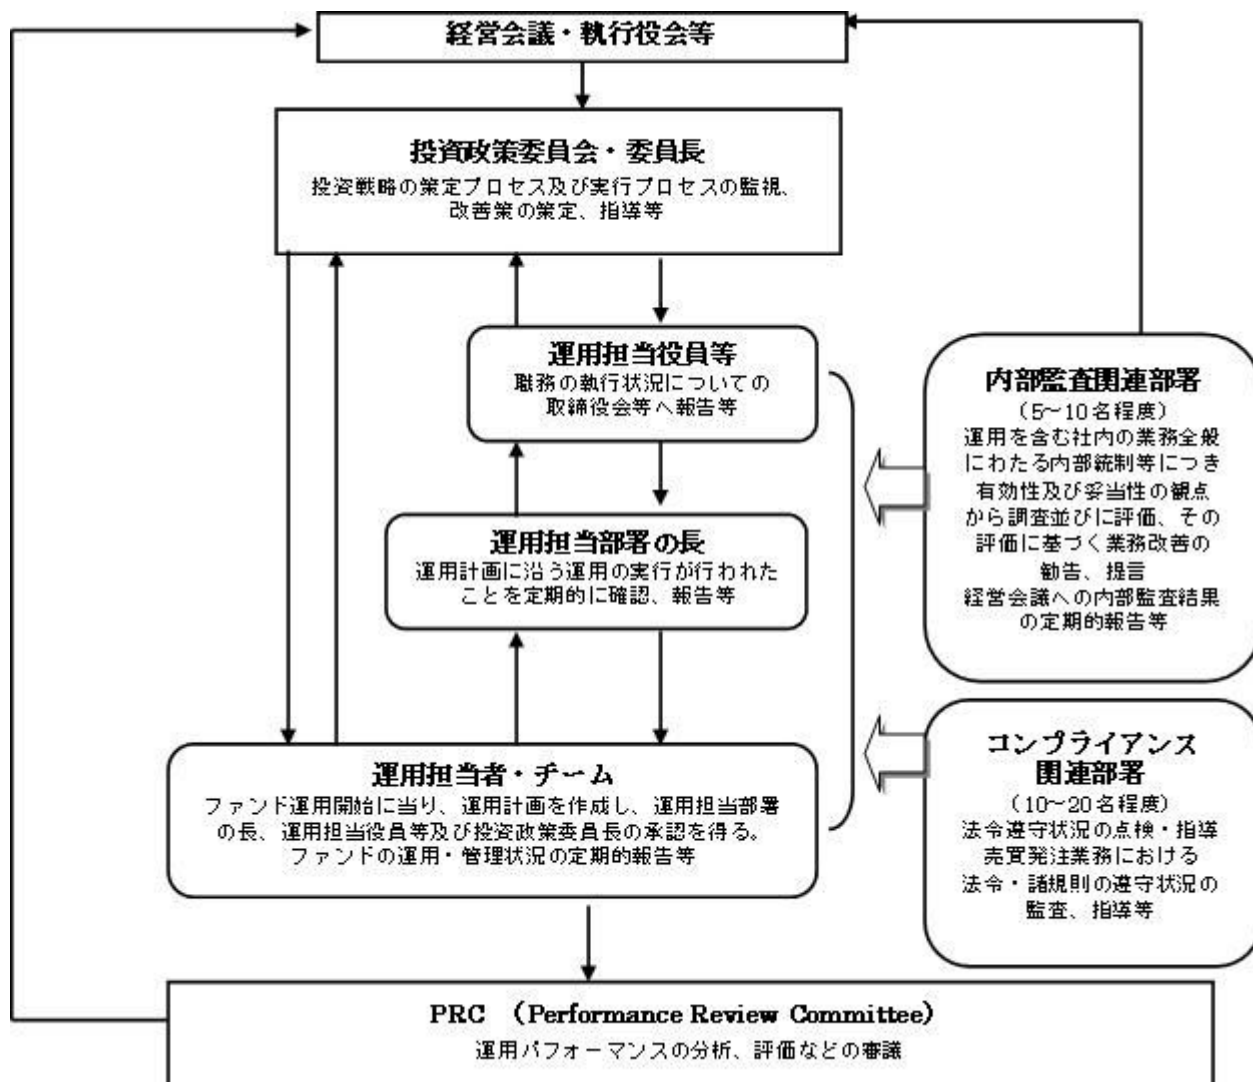 経営会議・執行役会等
投資政策委員会・委員長
投資戦略の策定プロセス及び実行プロセスの監視、
改善策の策定、指導等
運用担当役員等
職務の執行状況についての
取締役会等へ報告等
運用担当部署の長
運用計画に沿う運用の実行が行われた
ことを定期的に確認、報告等
運用担当者・チーム
ファンド運用開始に当り、運用計画を作成し、運用担当部署
の長、運用担当役員等及び投資政策委員長の承認を得る。
ファンドの運用・管理状況の定期的報告等
内部監査関連部署
（5～10名程度）
運用を含む社内の業務全般
にわたる内部統制等につき
有効性及び妥当性の観点
から調査並びに評価、その
評価に基づく業務改善の
勧告、提言
経営会議への内部監査結果
の定期的報告等
コンプライアンス
関連部署
（10～20名程度）
法令遵守状況の点検・指導
売買発注業務における
法令・諸規則の遵守状況の
監査、指導等
PRC （Performance Review Committee）
運用パフォーマンスの分析、評価などの審議